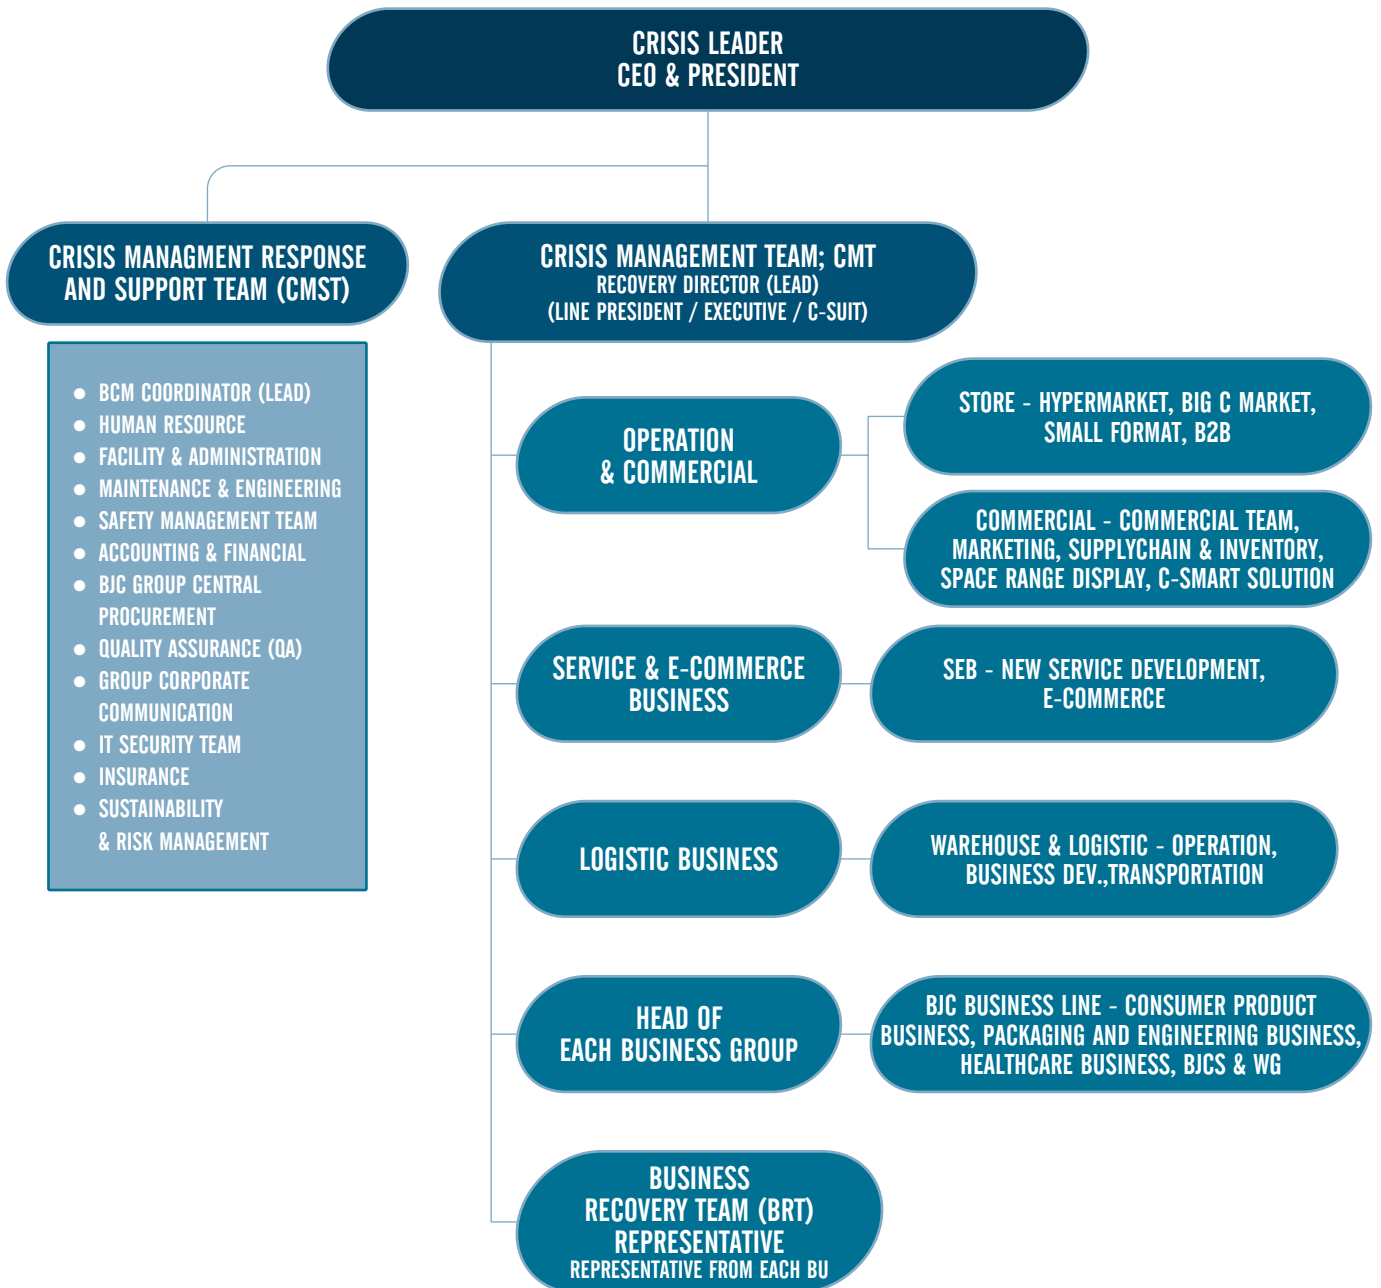 CRISIS LEADER
CEO & PRESIDENT
CRISIS MANAGMENT RESPONSE
AND SUPPORT TEAM (CMST)
● BCM COORDINATOR (LEAD)
● HUMAN RESOURCE
● FACILITY & ADMINISTRATION
● MAINTENANCE & ENGINEERING
● SAFETY MANAGEMENT TEAM
● ACCOUNTING & FINANCIAL
● BJC GROUP CENTRAL
PROCUREMENT
● QUALITY ASSURANCE (QA)
● GROUP CORPORATE
COMMUNICATION
● IT SECURITY TEAM
● INSURANCE
● SUSTAINABILITY
& RISK MANAGEMENT
CRISIS MANAGEMENT TEAM; CMT
RECOVERY DIRECTOR (LEAD)
(LINE PRESIDENT / EXECUTIVE / C-SUIT)
OPERATION
& COMMERCIAL
STORE - HYPERMARKET, BIG C MARKET,
SMALL FORMAT, B2B
COMMERCIAL - COMMERCIAL TEAM,
MARKETING, SUPPLYCHAIN & INVENTORY,
SPACE RANGE DISPLAY, C-SMART SOLUTION
SERVICE & E-COMMERCE
BUSINESS
SEB - NEW SERVICE DEVELOPMENT,
E-COMMERCE
LOGISTIC BUSINESS
WAREHOUSE & LOGISTIC - OPERATION,
BUSINESS DEV.,TRANSPORTATION
HEAD OF
EACH BUSINESS GROUP
BJC BUSINESS LINE - CONSUMER PRODUCT
BUSINESS, PACKAGING AND ENGINEERING BUSINESS,
HEALTHCARE BUSINESS, BJCS & WG
BUSINESS
RECOVERY TEAM (BRT)
REPRESENTATIVE
REPRESENTATIVE FROM EACH BU